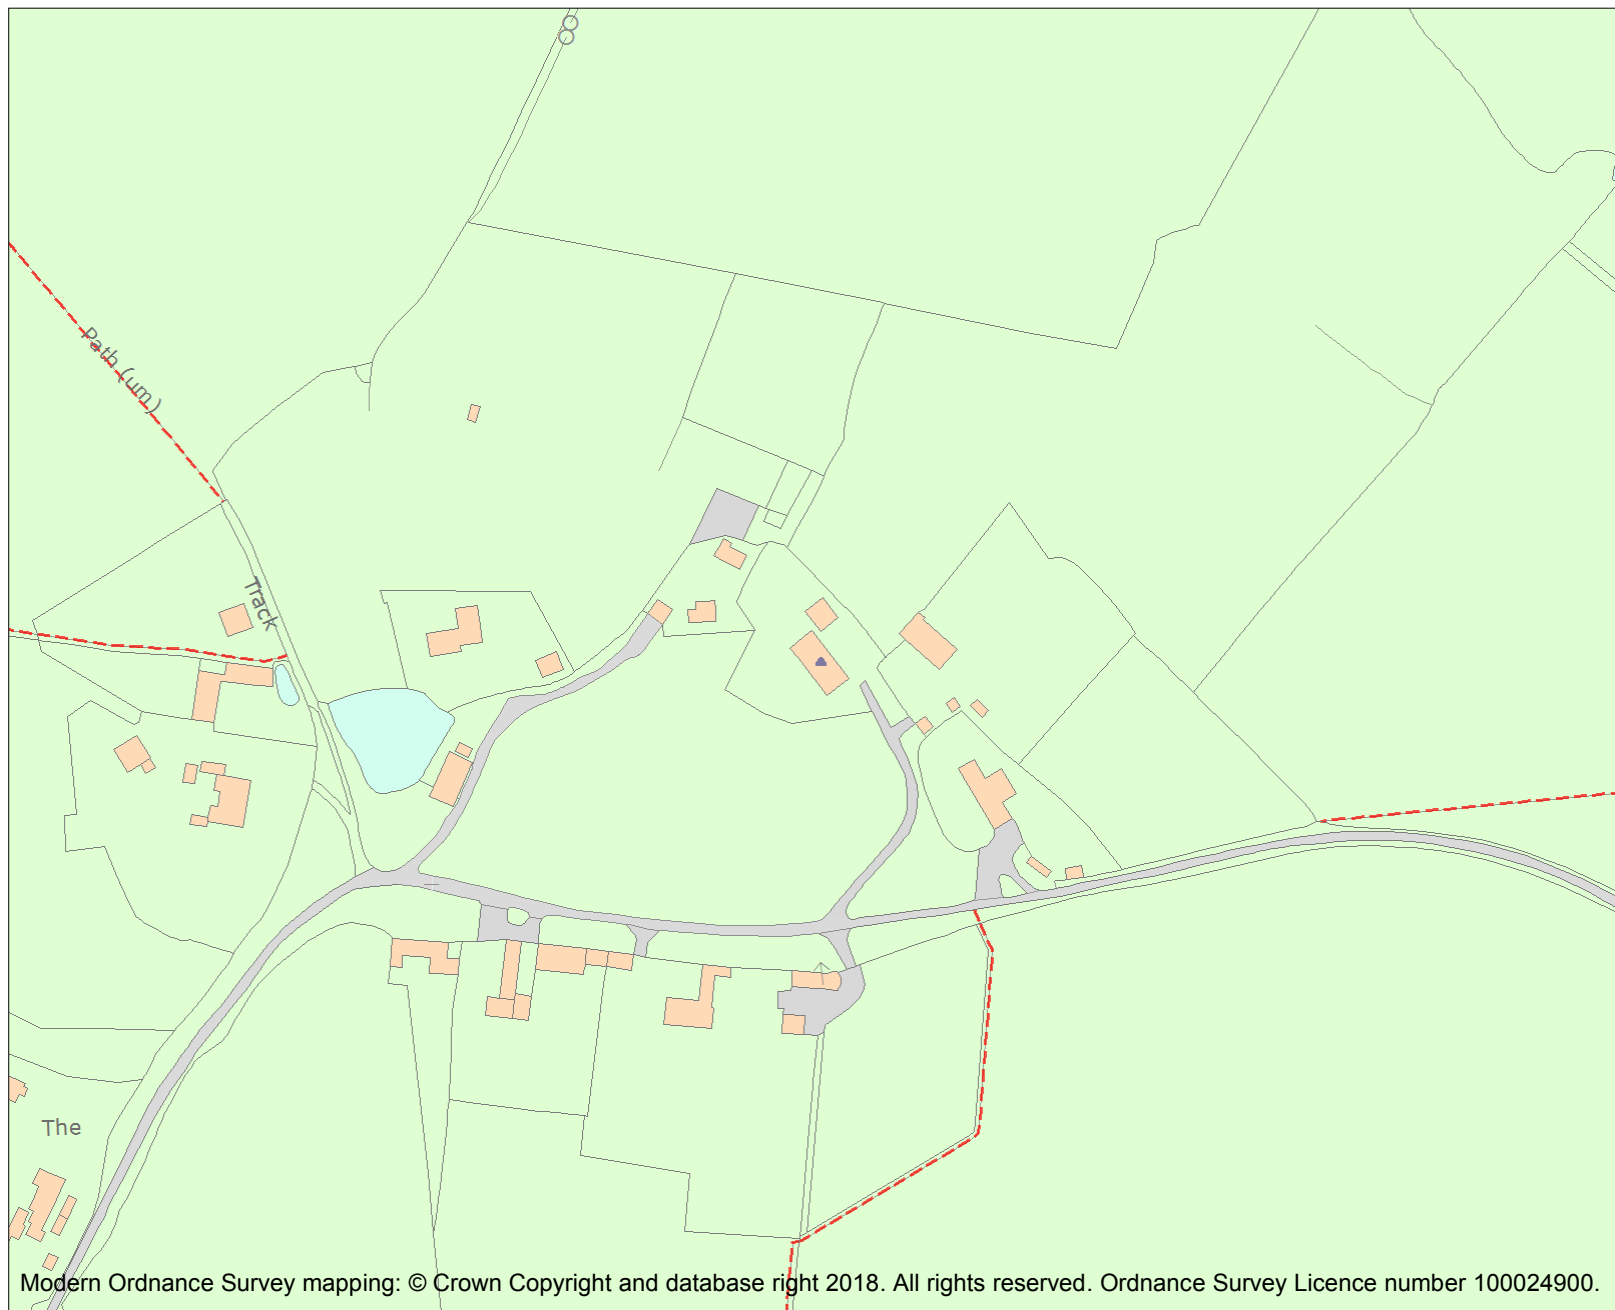 Path (um)
Track
The
Modern Ordnance Survey mapping: © Crown Copyright and database right 2018. All rights reserved. Ordnance Survey Licence number 100024900.